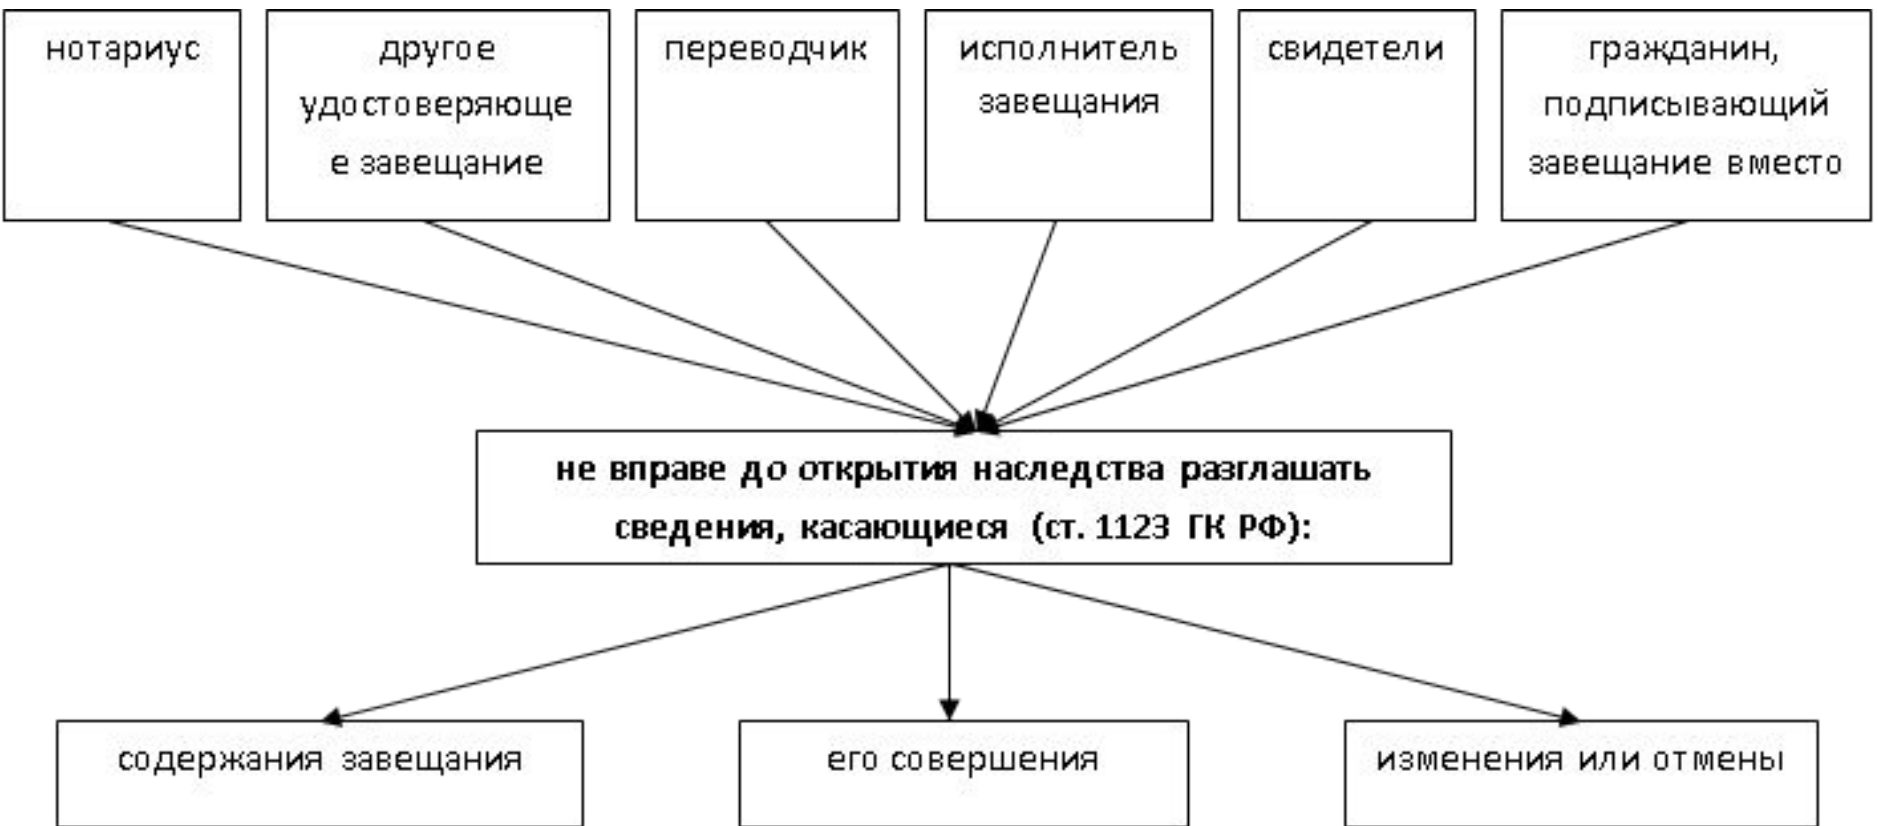 нотариус
другое
удостоверяюще
е завещание
переводчик
исполнитель
завещания
свидетели
гражданин,
подписывающий
завещание вместо
не вправе до открытия наследства разглашать
сведения, касающиеся (ст. 1123 ГК РФ):
содержания завещания
его совершения
изменения или отмены